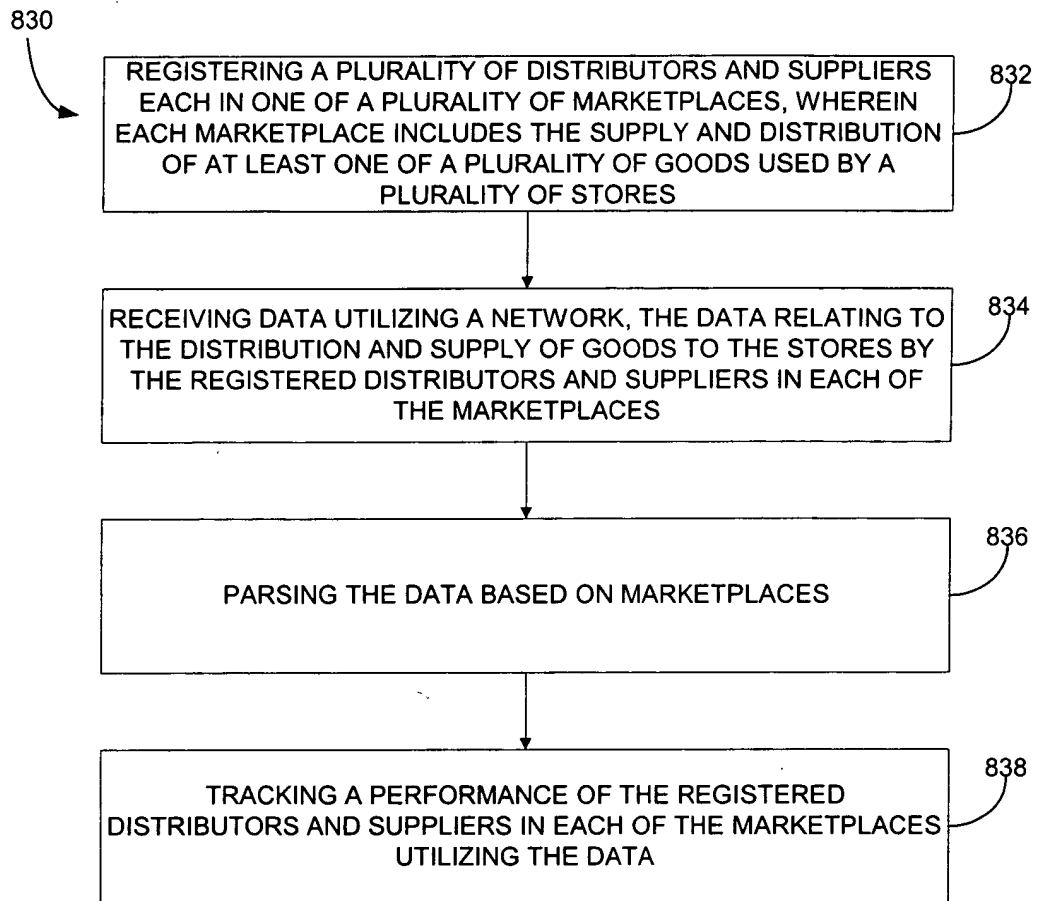 830
REGISTERING A PLURALITY OF DISTRIBUTORS AND SUPPLIERS
EACH IN ONE OF A PLURALITY OF MARKETPLACES, WHEREIN
EACH MARKETPLACE INCLUDES THE SUPPLY AND DISTRIBUTION
OF AT LEAST ONE OF A PLURALITY OF GOODS USED BY A
PLURALITY OF STORES
832
RECEIVING DATA UTILIZING A NETWORK, THE DATA RELATING TO
THE DISTRIBUTION AND SUPPLY OF GOODS TO THE STORES BY
THE REGISTERED DISTRIBUTORS AND SUPPLIERS IN EACH OF
THE MARKETPLACES
834
PARSING THE DATA BASED ON MARKETPLACES
836
TRACKING A PERFORMANCE OF THE REGISTERED
DISTRIBUTORS AND SUPPLIERS IN EACH OF THE MARKETPLACES
UTILIZING THE DATA
838